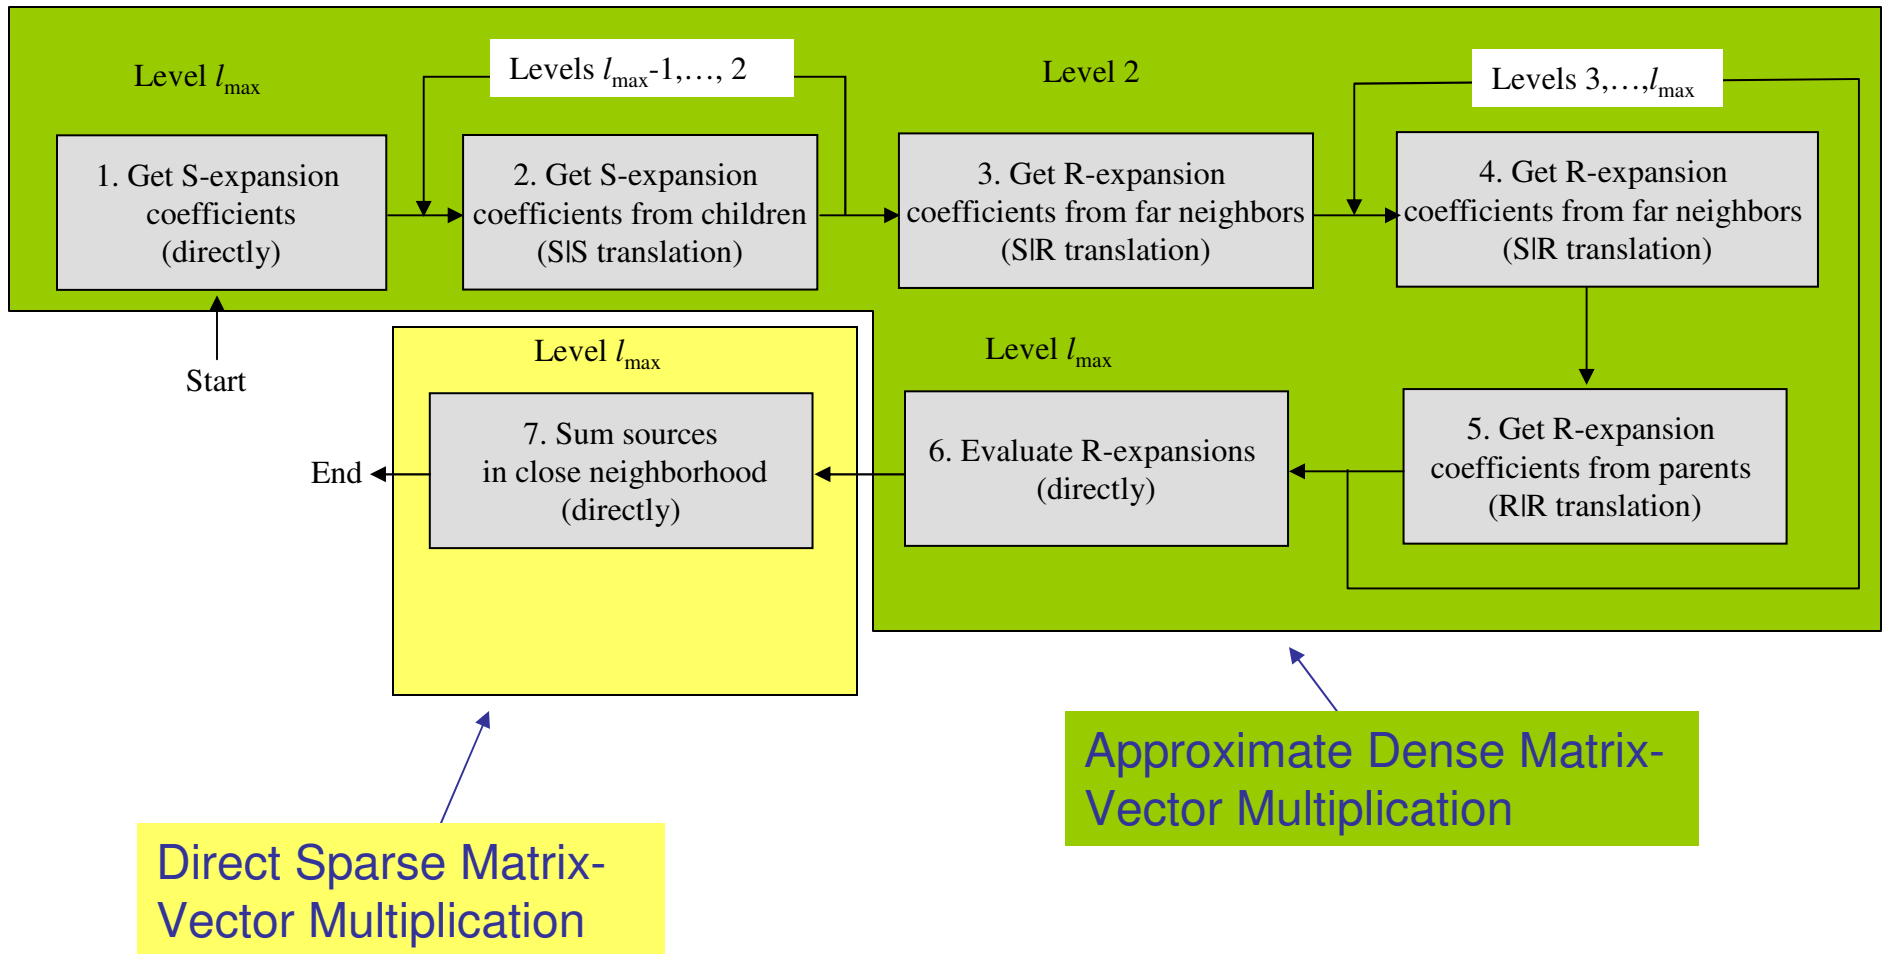 Level lmax
Levels lmax-1,…, 2
Level 2
Levels 3,…,lmax
1. Get S-expansion
coefficients
(directly)
2. Get S-expansion
coefficients from children
(S|S translation)
3. Get R-expansion
coefficients from far neighbors
(S|R translation)
4. Get R-expansion
coefficients from far neighbors
(S|R translation)
Start
Level lmax
Level lmax
End
7. Sum sources
in close neighborhood
(directly)
6. Evaluate R-expansions
(directly)
5. Get R-expansion
coefficients from parents
(R|R translation)
Approximate Dense Matrix-
Vector Multiplication
Direct Sparse Matrix-
Vector Multiplication